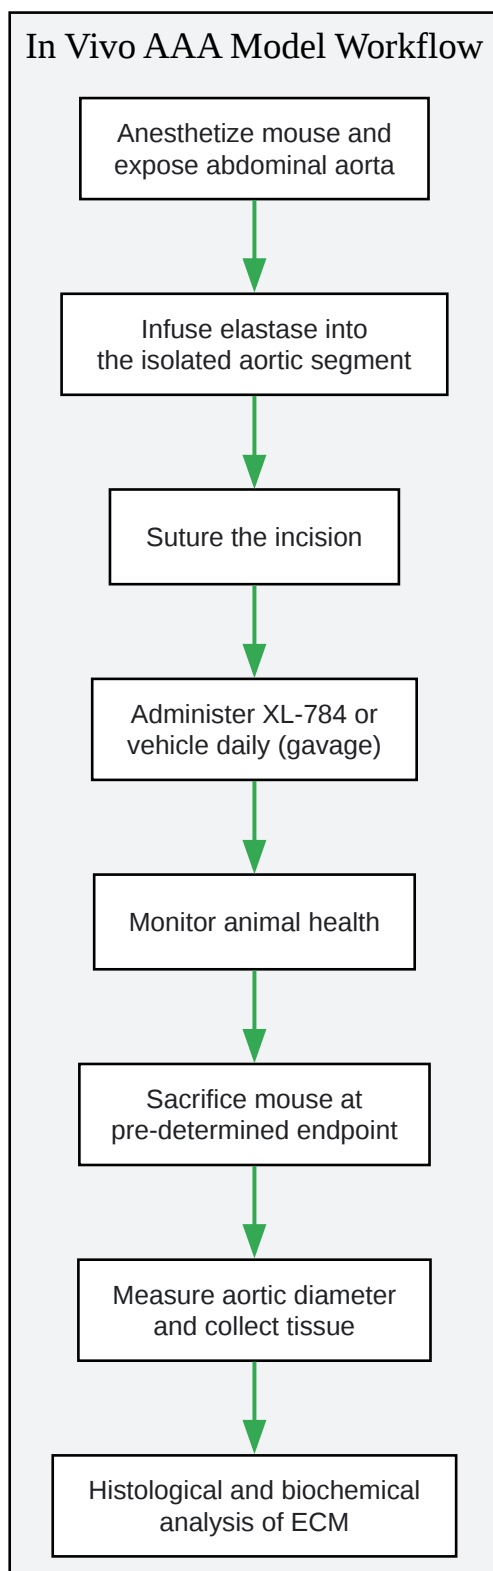 In Vivo AAA Model Workflow
Anesthetize mouse and
expose abdominal aorta
Infuse elastase into
the isolated aortic segment
Suture the incision
Administer XL-784 or
vehicle daily (gavage)
Monitor animal health
Sacrifice mouse at
pre-determined endpoint
Measure aortic diameter
and collect tissue
Histological and biochemical
analysis of ECM